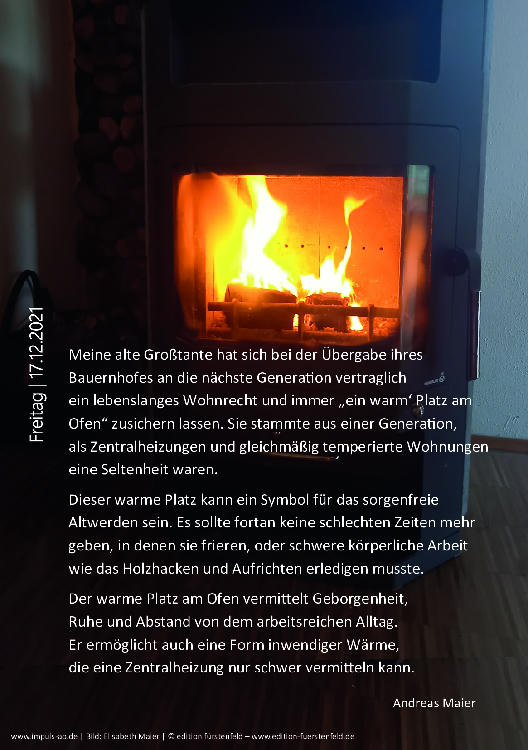 Freitag | 17.12.2021
Meine alte Großtante hat sich bei der Übergabe ihres
Bauernhofes an die nächste Generation vertraglich
ein lebenslanges Wohnrecht und immer „ein warm‘ Platz am
Ofen“ zusichern lassen. Sie stammte aus einer Generation,
als Zentralheizungen und gleichmäßig temperierte Wohnungen
eine Seltenheit waren.
Dieser warme Platz kann ein Symbol für das sorgenfreie
Altwerden sein. Es sollte fortan keine schlechten Zeiten mehr
geben, in denen sie frieren, oder schwere körperliche Arbeit
wie das Holzhacken und Aufrichten erledigen musste.
Der warme Platz am Ofen vermittelt Geborgenheit,
Ruhe und Abstand von dem arbeitsreichen Alltag.
Er ermöglicht auch eine Form inwendiger Wärme,
die eine Zentralheizung nur schwer vermitteln kann.
Andreas Maier
www.impuls-ab.de | Bild: Elisabeth Maier | © edition fürstenfeld – www.edition-fuerstenfeld.de